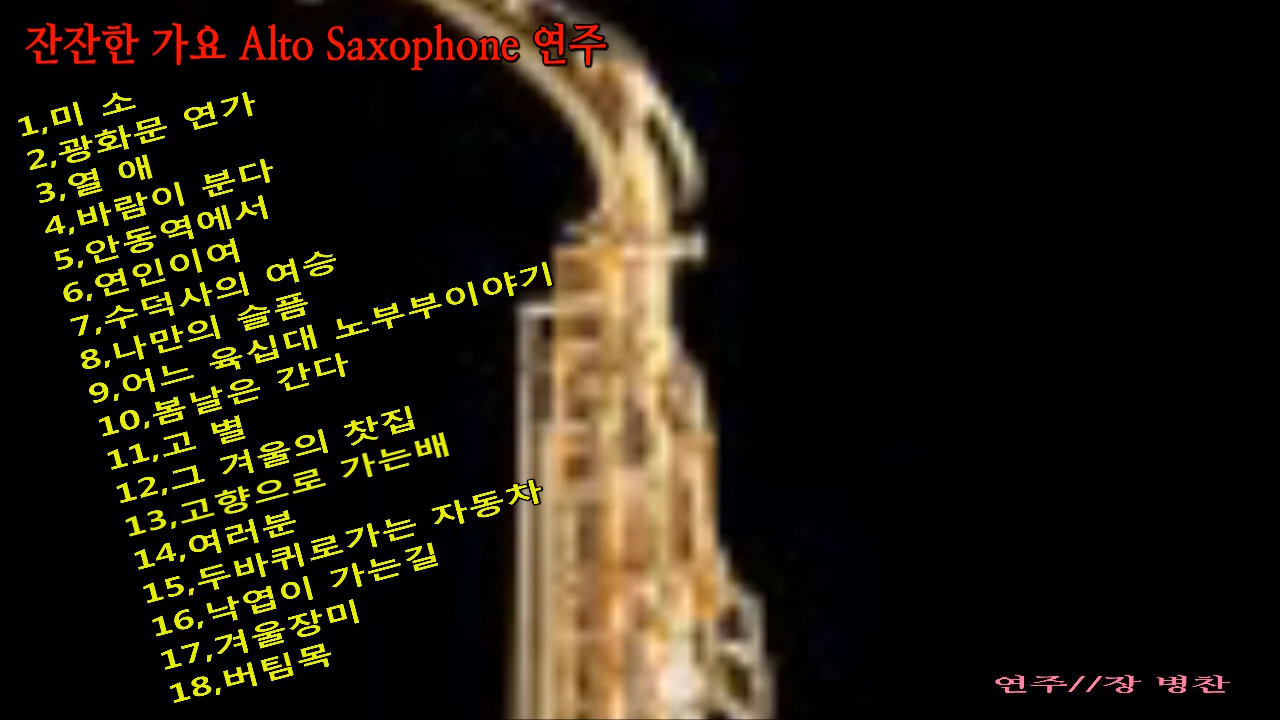 잔잔한 가요 Alto Saxophone 연주
1,미 소
2,광화문 연가
3,열 애
4,바람이 분다
5,안동역에서
6,연인이여
7,수덕사의 여승
8,나만의 슬픔
9,어느 육십대 노부부이야기
10,봄날은 간다
11,고 별
12,그 겨울의 찻집
13,고향으로 가는배
14,여러분
15,두바퀴로가는 자동차
16,낙엽이 가는길
17,겨울장미
18,버팀목
연주//장 병찬